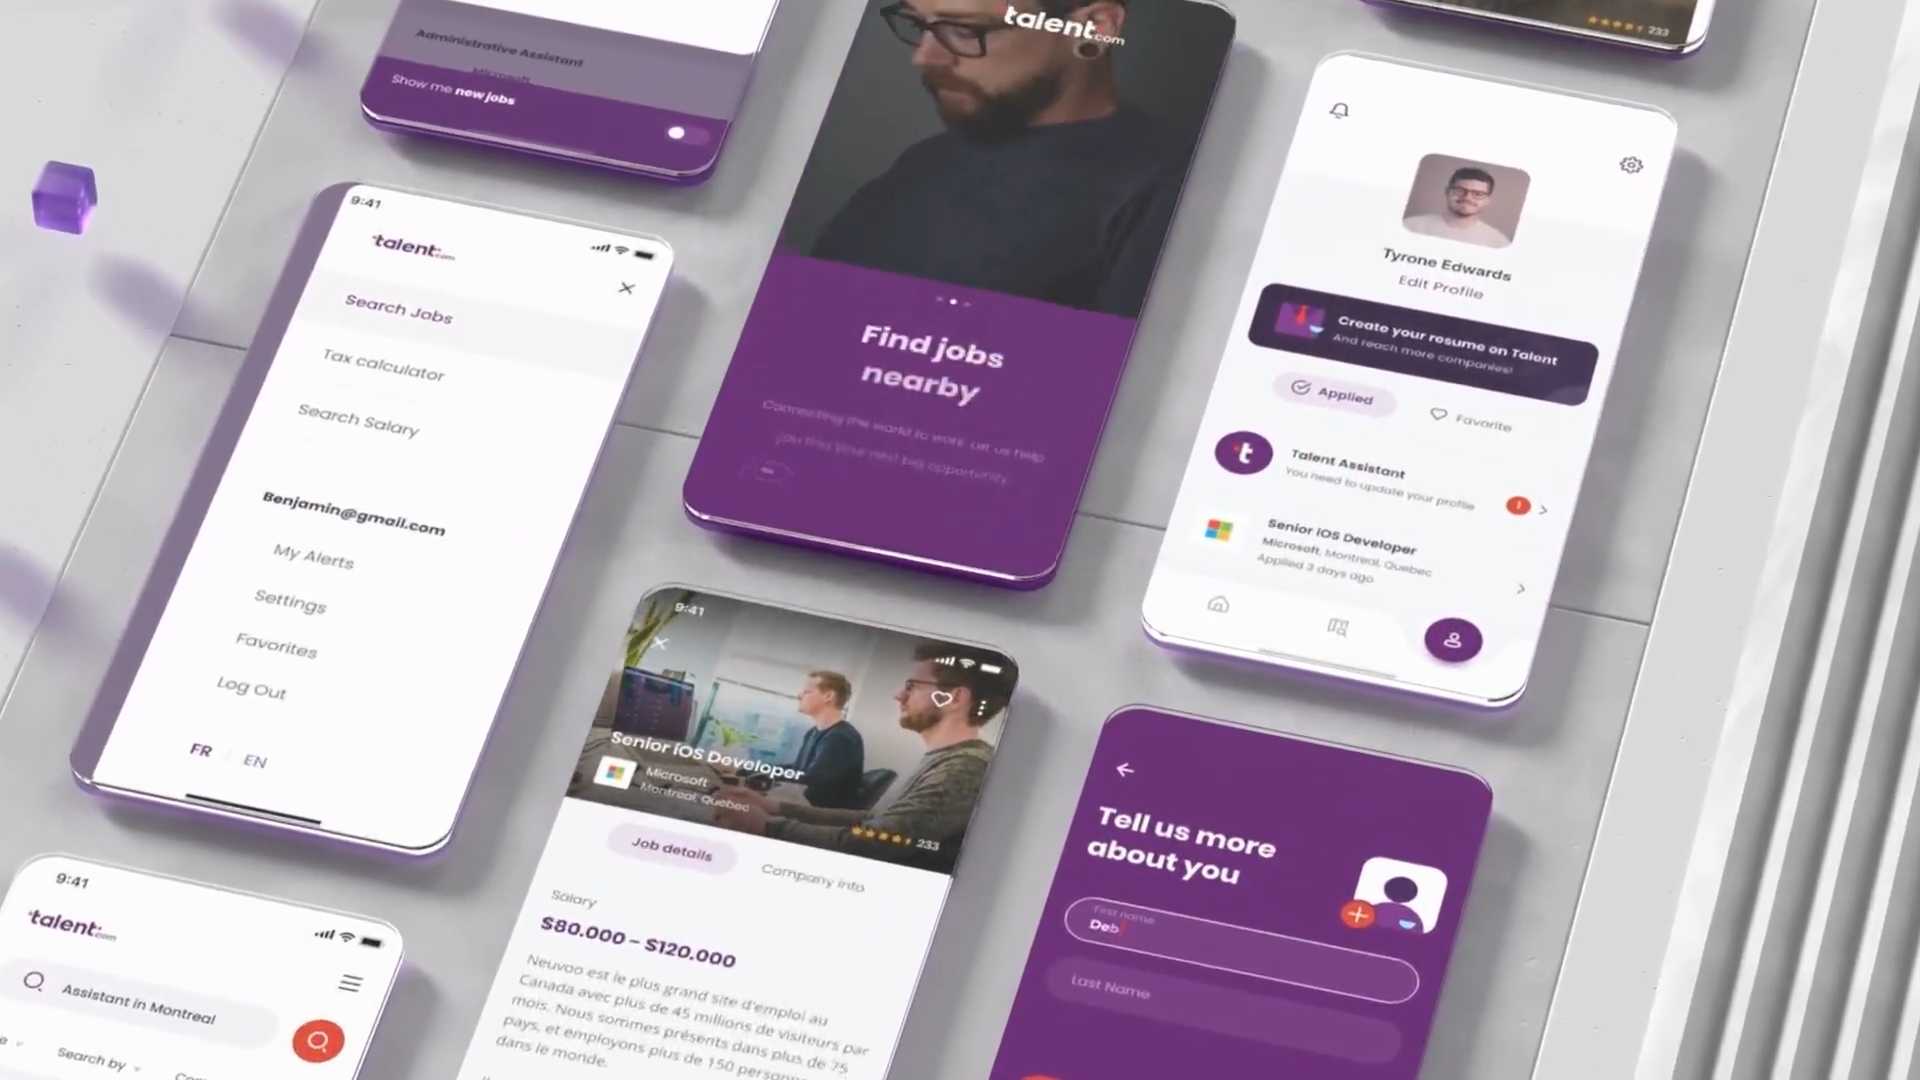 Administrative Assistant
Microsoft
Show me new jobs
talent.com
Find jobs
nearby
Connecting the world to work. Let us help
you find your next big opportunity.
233
Tyrone Edwards
Edit Profile
Create your resume on Talent
And reach more companies!
Applied
Favorite
t
Talent Assistant
You need to update your profile
1
Senior iOS Developer
Microsoft, Montreal, Quebec
Applied 3 days ago
9:41
talent.com
Search Jobs
Tax calculator
Search Salary
Benjamin@gmail.com
My Alerts
Settings
Favorites
Log Out
FR
EN
9:41
Senior iOS Developer
Microsoft
Montreal, Quebec
233
Job details
Company info
Salary
$80.000 - $120.000
Neuvoo est le plus grand site d'emploi au
Canada avec plus de 45 millions de visiteurs par
mois. Nous sommes présents dans plus de 75
pays, et employons plus de 150 personn
dans le monde.
Tell us more
about you
First name
Deb
Last Name
9:41
talent.com
Assistant in Montreal
Search by